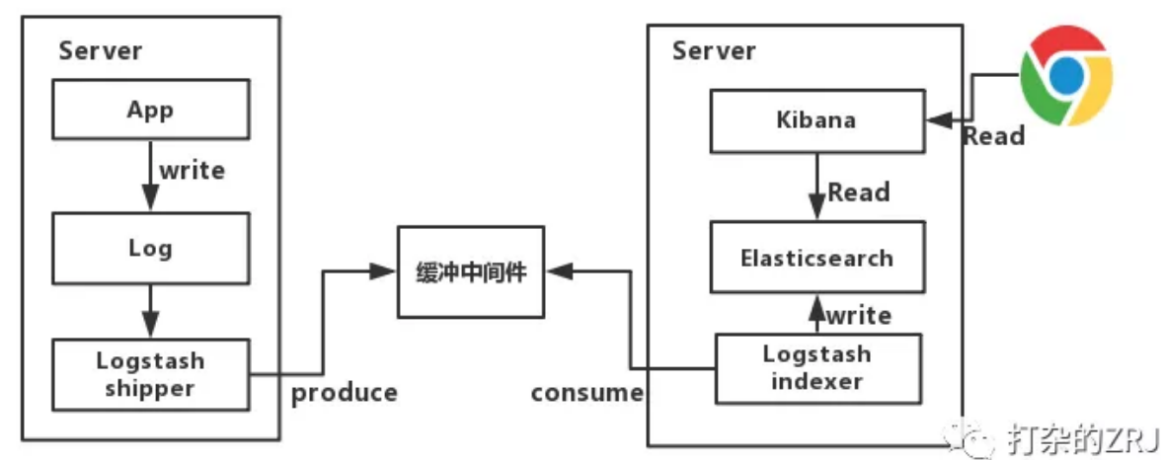 Server
App
write
Log
Logstash
shipper
produce
缓冲中间件
consume
Server
Kibana
Read
Read
Elasticsearch
write
Logstash
indexer
打杂的ZRJ